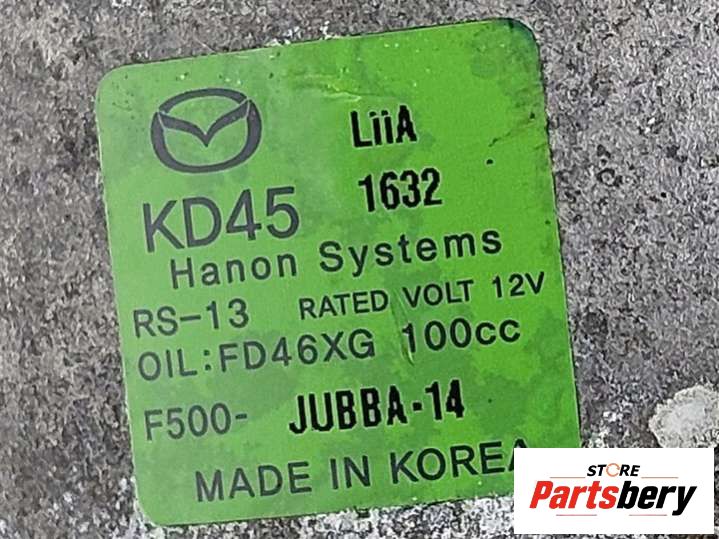 LiiA
KD45 1632
Hanon Systems
RS-13 RATED VOLT 12V
OIL:FD46XG 100cc
F500- JUBBA-14
MADE IN KOREA
STORE
Partsbery